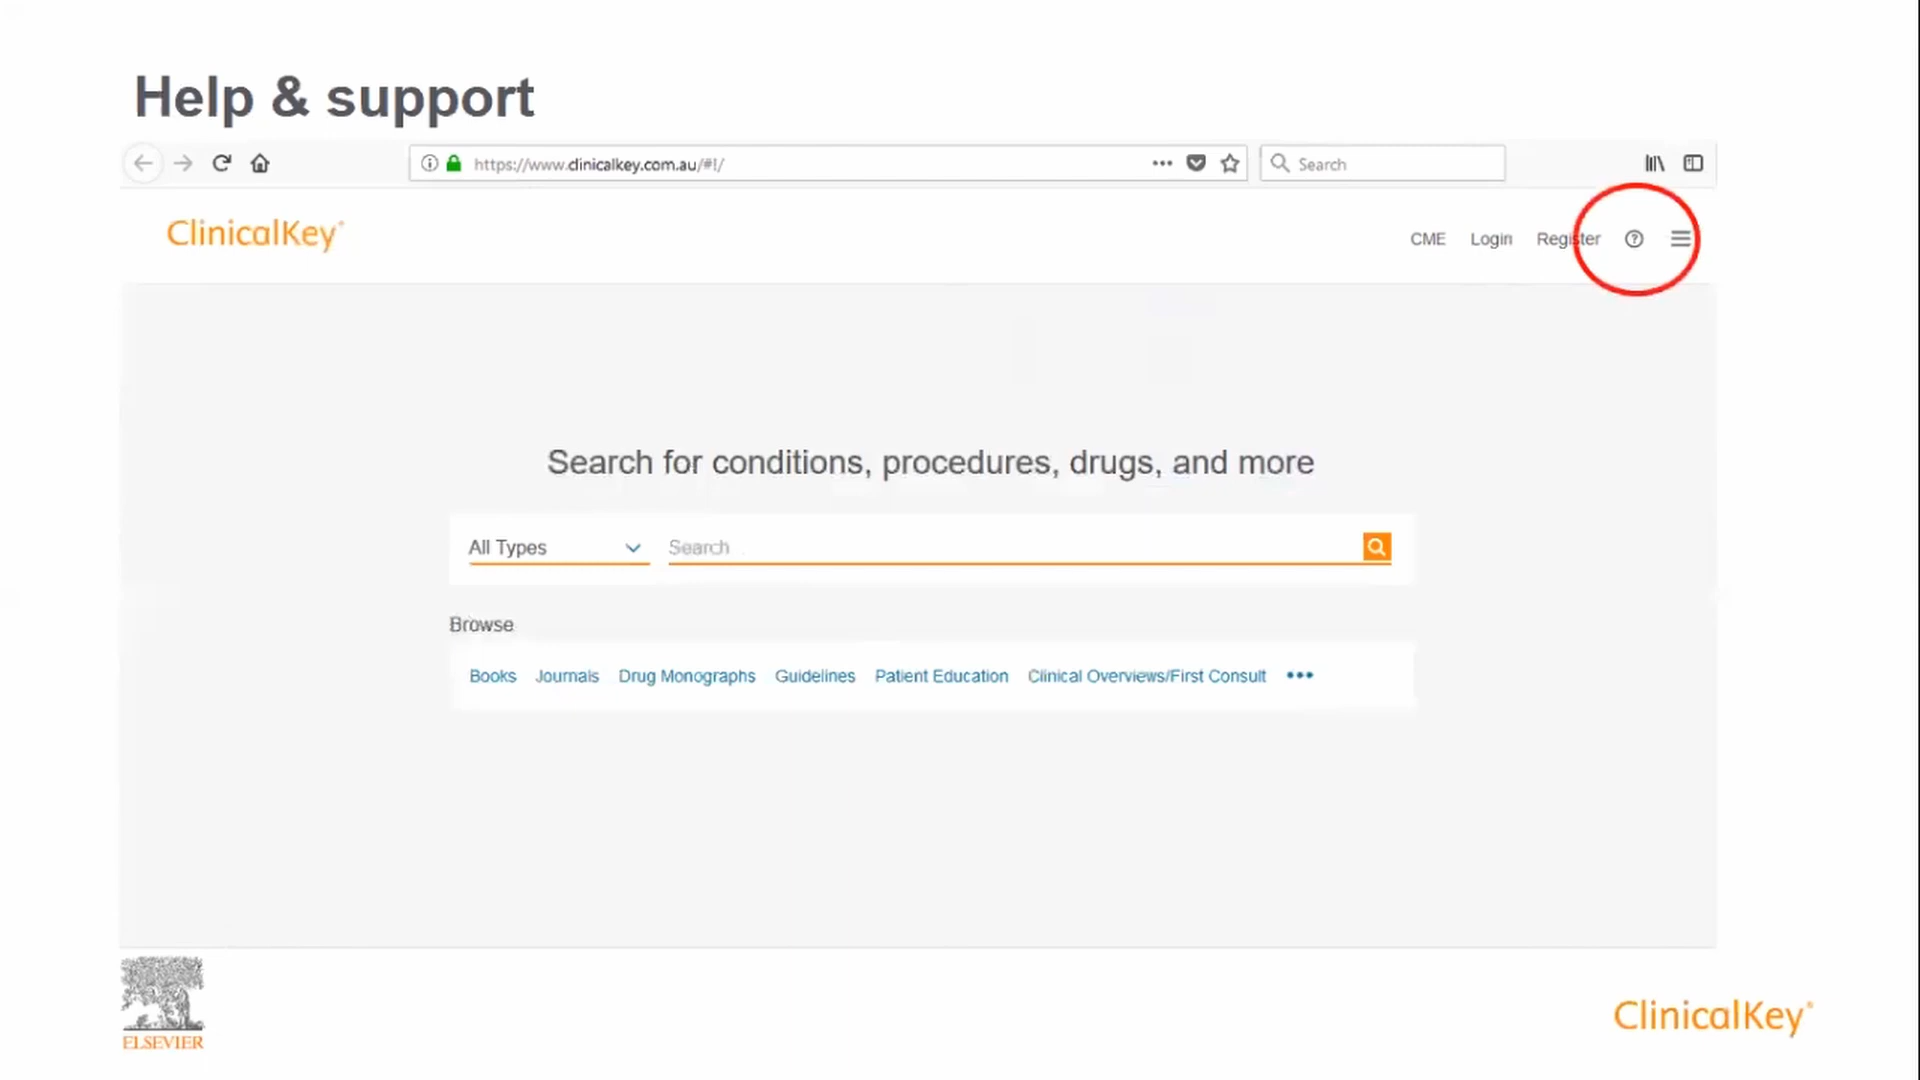 Help & support
https://www.clinicalkey.com.au/#!/
Search
ClinicalKey®
CME Login Register
Search for conditions, procedures, drugs, and more
All Types Search
Browse
Books Journals Drug Monographs Guidelines Patient Education Clinical Overviews/First Consult •••
ELSEVIER
ClinicalKey®